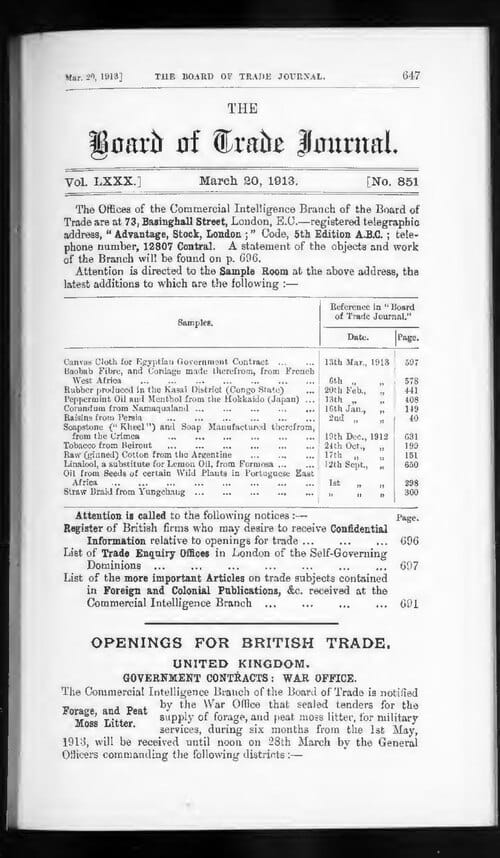 Mar. 20, 1913] THE BOARD OF TRADE JOURNAL. 647
THE
Board of Trade Journal.
Vol. LXXX.] March 20, 1913. [No. 851
The Offices of the Commercial Intelligence Branch of the Board of
Trade are at 73, Basinghall Street, London, E.C.—registered telegraphic
address, "Advantage, Stock, London;" Code, 5th Edition A.B.C.; tele-
phone number, 12807 Central. A statement of the objects and work
of the Branch will be found on p. 696.
Attention is directed to the Sample Room at the above address, the
latest additions to which are the following :—
Samples. Reference in "Board
of Trade Journal."
Date. Page.
Canvas Cloth for Egyptian Government Contract ... ... 13th Mar., 1913 597
Baobab Fibre, and Cordage made therefrom, from French
West Africa ... ... ... ... ... ... ... 6th „ „ 578
Rubber produced in the Kasai District (Congo State) ... 20th Feb., „ 441
Peppermint Oil and Menthol from the Hokkaido (Japan) ... 13th „ „ 408
Corundum from Namaqualand ... ... ... ... ... 16th Jan., „ 149
Raisins from Persia ... ... ... ... ... ... 2nd „ „ 40
Soapstone ("Kheel") and Soap Manufactured therefrom,
from the Crimea ... ... ... ... ... ... 19th Dec., 1912 631
Tobacco from Beirout ... ... ... ... ... ... 24th Oct., „ 199
Raw (ginned) Cotton from the Argentine ... ... ... 17th „ „ 151
Linalool, a substitute for Lemon Oil, from Formosa ... ... 12th Sept., „ 650
Oil from Seeds of certain Wild Plants in Portuguese East
Africa ... ... ... ... ... ... ... ... 1st „ „ 298
Straw Braid from Yungchang ... ... ... ... ... „ „ „ 300
Attention is called to the following notices :— Page.
Register of British firms who may desire to receive Confidential
Information relative to openings for trade ... ... ... 696
List of Trade Enquiry Offices in London of the Self-Governing
Dominions ... ... ... ... ... ... ... 697
List of the more important Articles on trade subjects contained
in Foreign and Colonial Publications, &c. received at the
Commercial Intelligence Branch ... ... ... ... 691
OPENINGS FOR BRITISH TRADE.
UNITED KINGDOM.
GOVERNMENT CONTRACTS: WAR OFFICE.
The Commercial Intelligence Branch of the Board of Trade is notified
Forage, and Peat
Moss Litter.
by the War Office that sealed tenders for the
supply of forage, and peat moss litter, for military
services, during six months from the 1st May,
1913, will be received until noon on 28th March by the General
Officers commanding the following districts :—